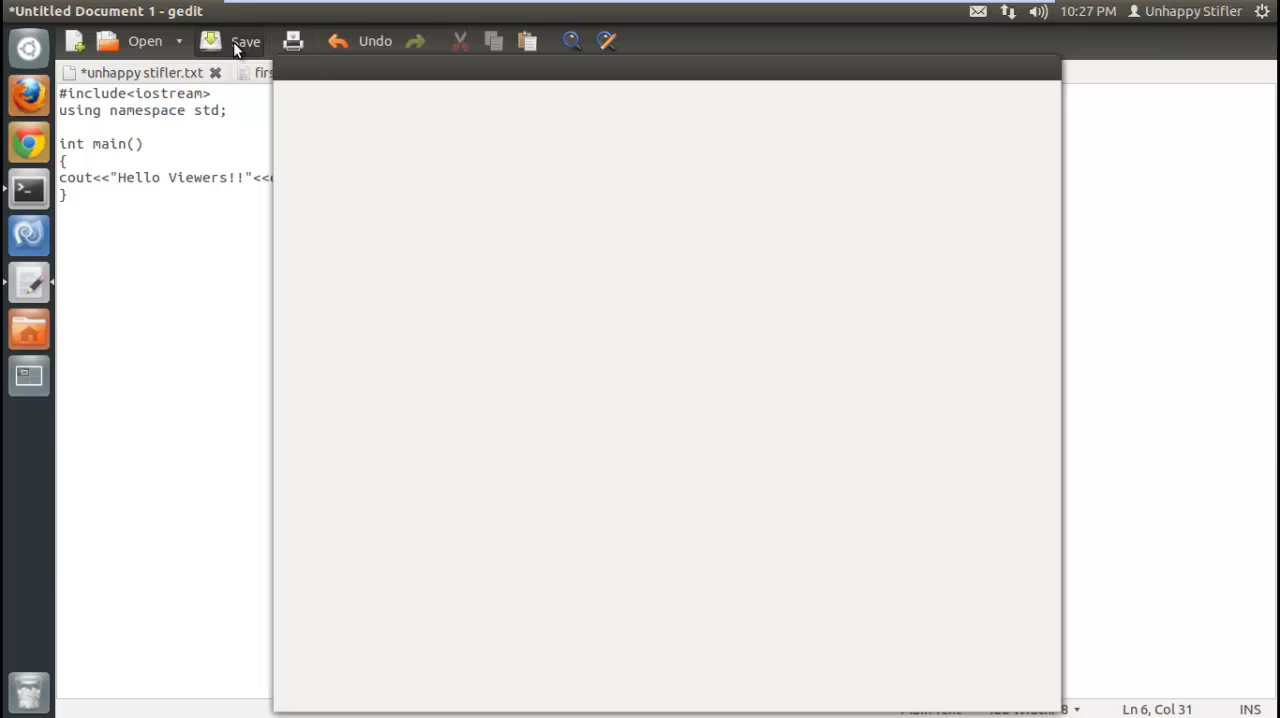 *Untitled Document 1 - gedit
10:27 PM Unhappy Stifler
Open Save Undo
*unhappy stifler.txt
#include<iostream>
using namespace std;
int main()
{
cout<<"Hello Viewers!!"<<
}
Ln 6, Col 31 INS